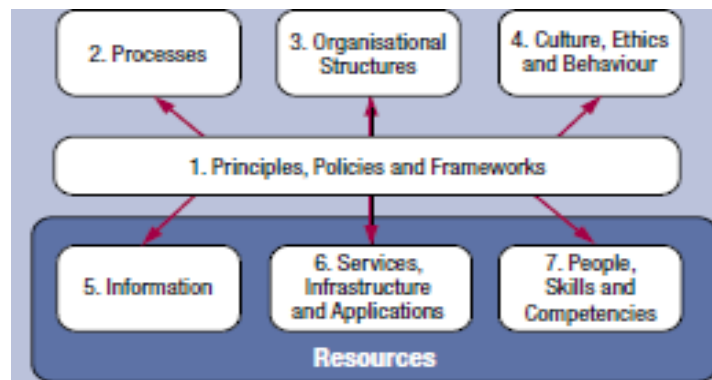 2. Processes
3. Organisational
Structures
4. Culture, Ethics
and Behaviour
1. Principles, Policies and Frameworks
5. Information
6. Services,
Infrastructure
and Applications
7. People,
Skills and
Competencies
Resources